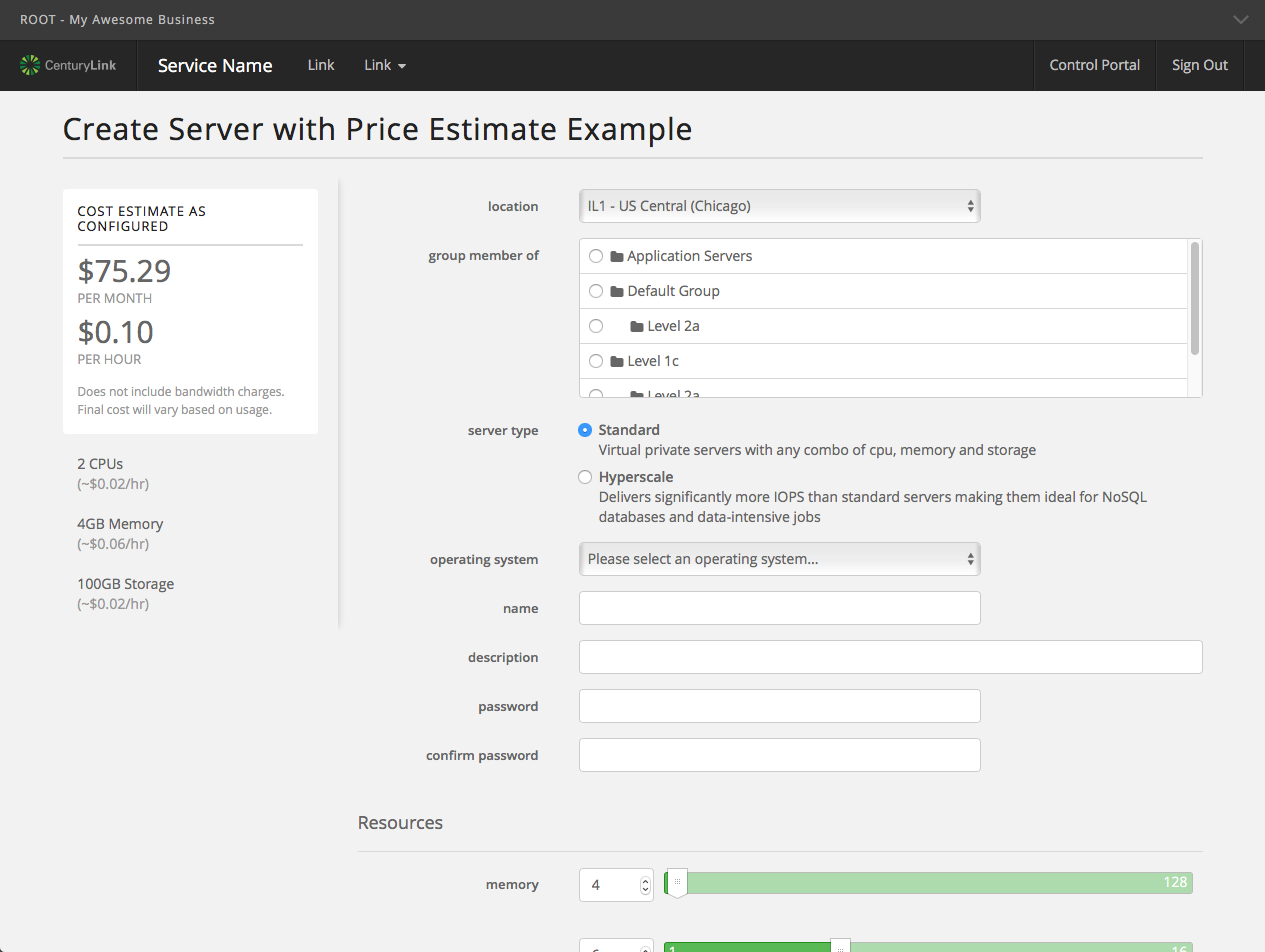 ROOT - My Awesome Business
CenturyLink
Service Name
Link
Link
Control Portal
Sign Out
Create Server with Price Estimate Example
COST ESTIMATE AS
CONFIGURED
$75.29
PER MONTH
$0.10
PER HOUR
Does not include bandwidth charges.
Final cost will vary based on usage.
2 CPUs
(~$0.02/hr)
4GB Memory
(~$0.06/hr)
100GB Storage
(~$0.02/hr)
location
IL1 - US Central (Chicago)
group member of
Application Servers
Default Group
Level 2a
Level 1c
Level 2a
server type
Standard
Virtual private servers with any combo of cpu, memory and storage
Hyperscale
Delivers significantly more IOPS than standard servers making them ideal for NoSQL
databases and data-intensive jobs
operating system
Please select an operating system...
name
description
password
confirm password
Resources
memory
4
128
1
16